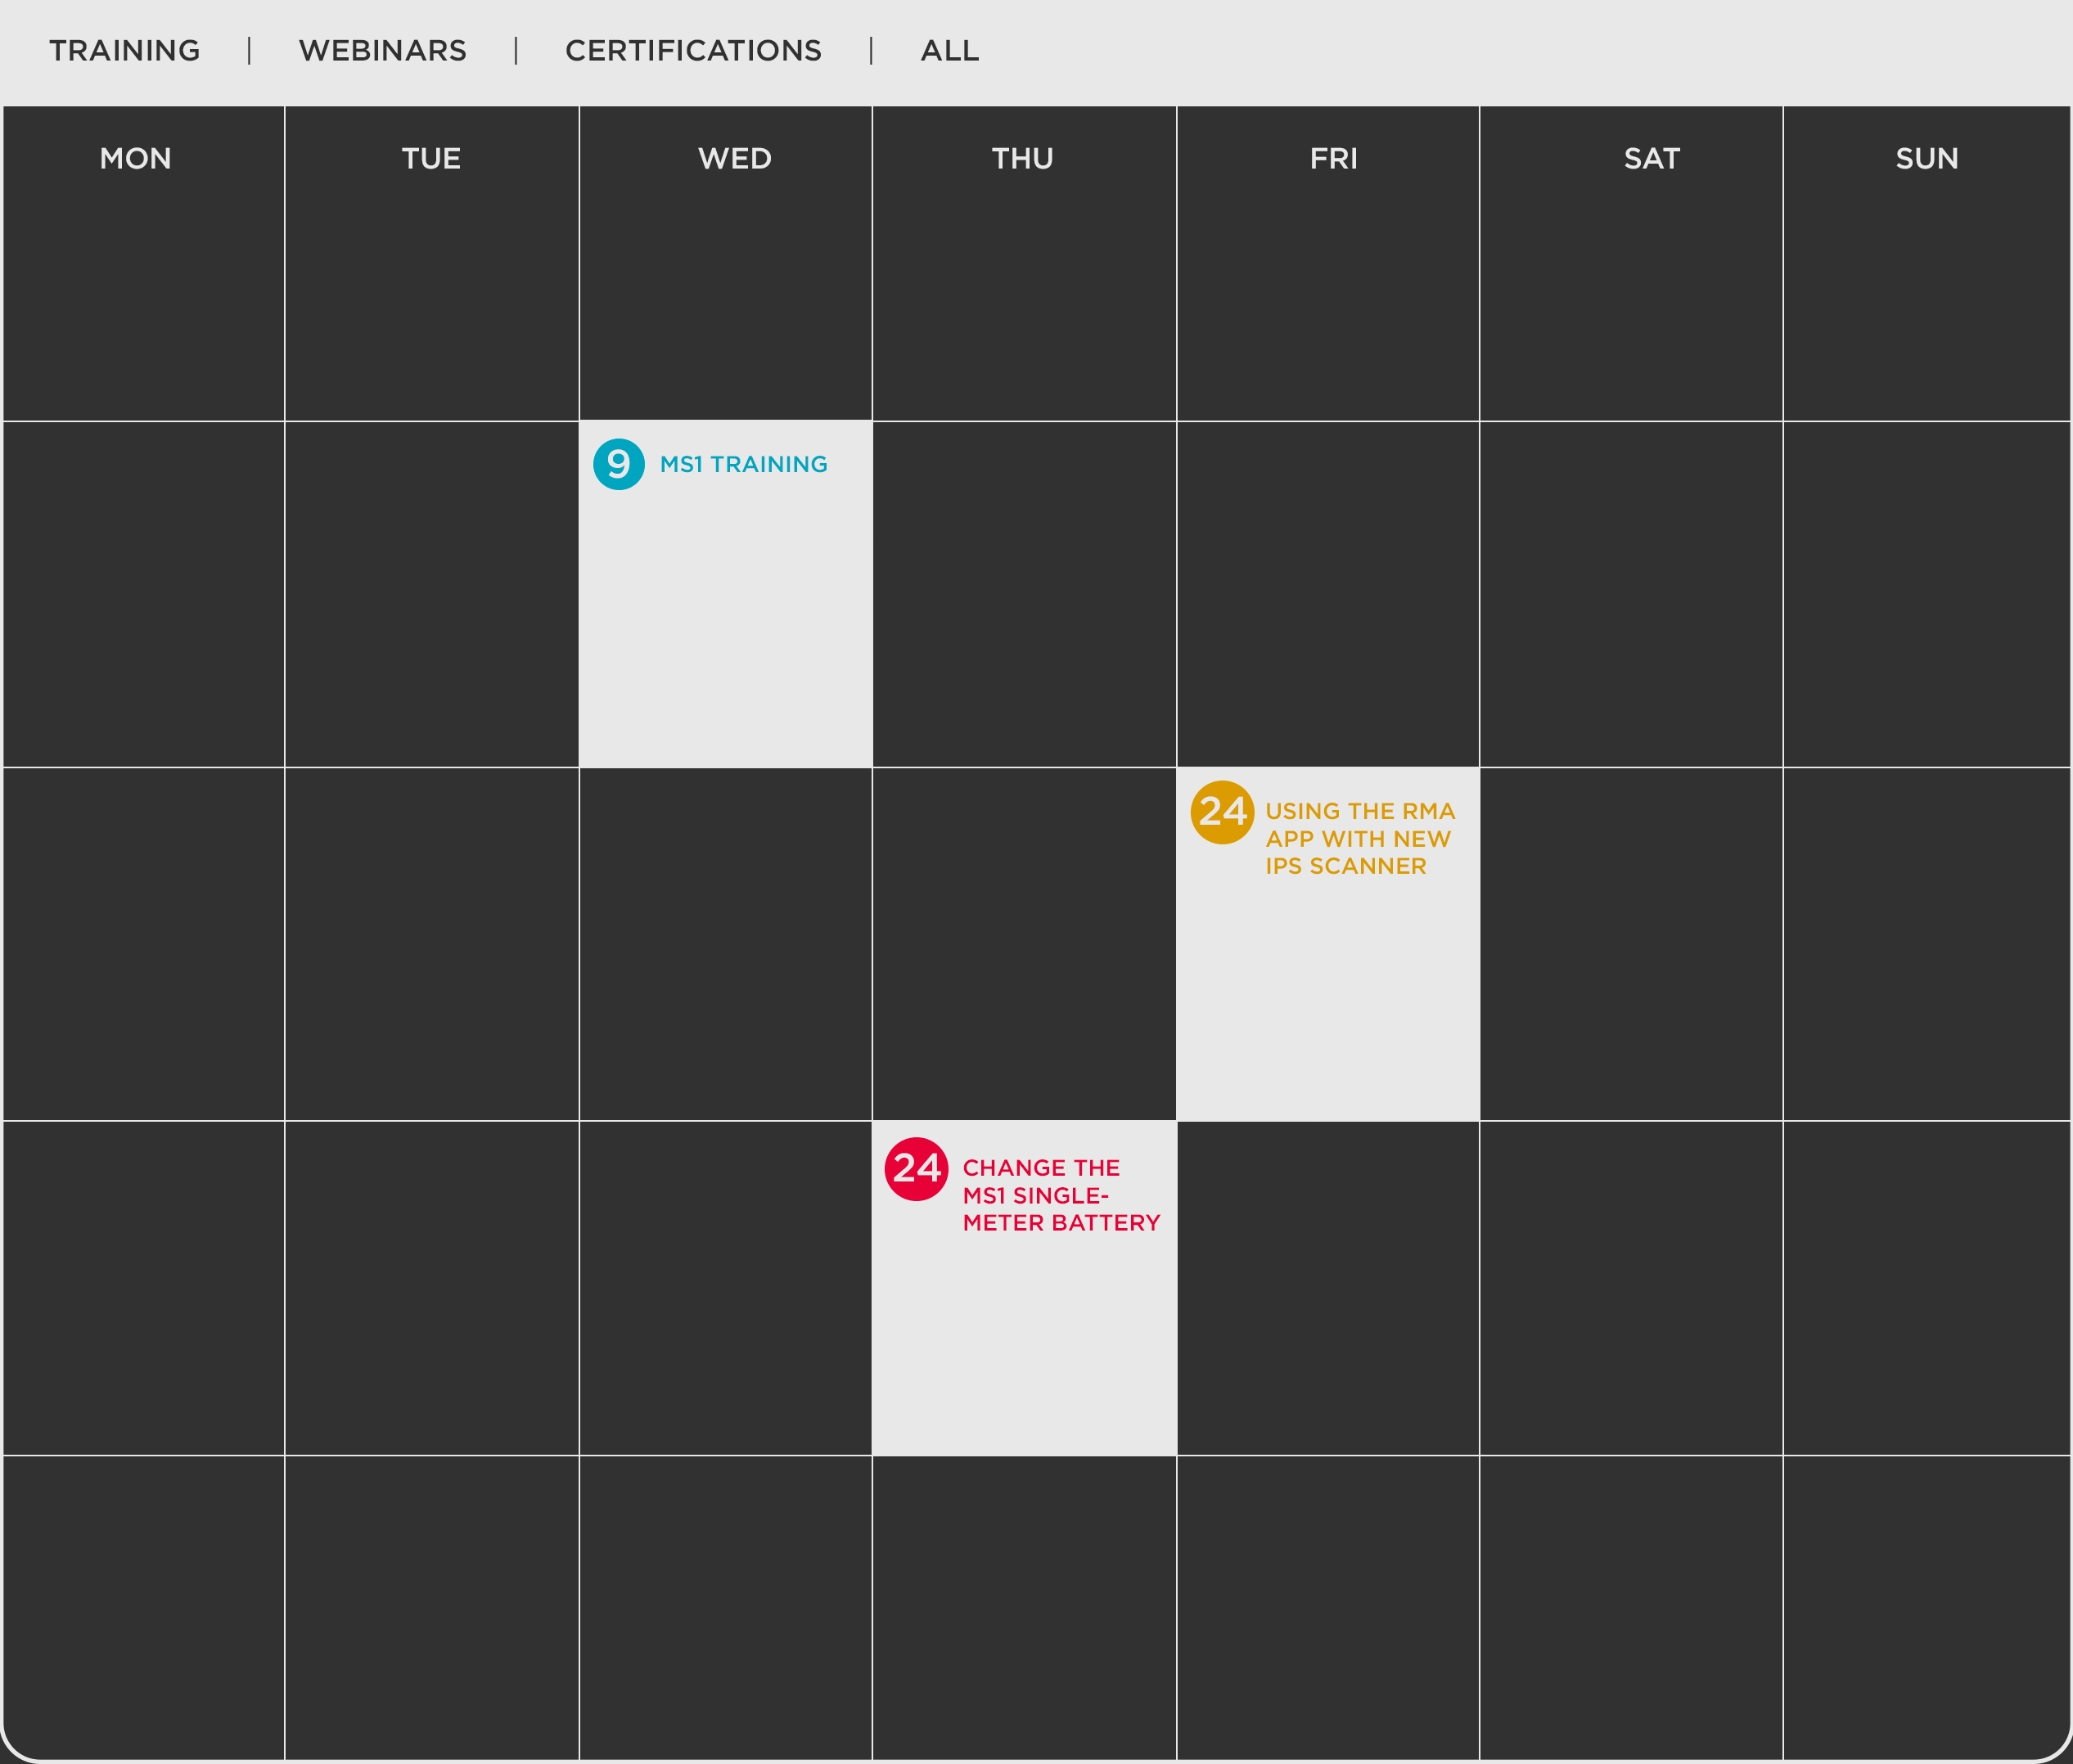 TRAINING | WEBINARS | CERTIFICATIONS | ALL
MON TUE WED THU FRI SAT SUN
9 MS1 TRAINING
24 USING THE RMA
APP WITH NEW
IPS SCANNER
24 CHANGE THE
MS1 SINGLE-
METER BATTERY